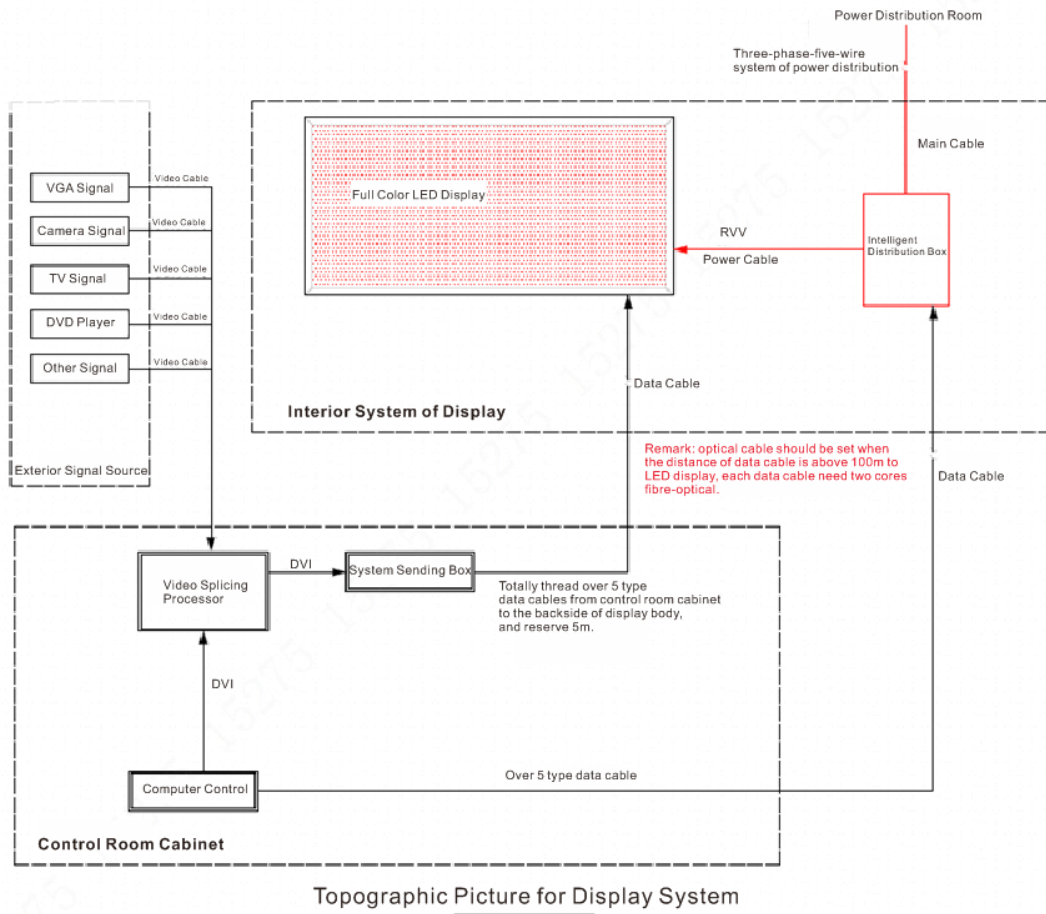 Power Distribution Room
Three-phase-five-wire
system of power distribution
Main Cable
VGA Signal
Video Cable
Camera Signal
Video Cable
TV Signal
Video Cable
DVD Player
Video Cable
Other Signal
Video Cable
Exterior Signal Source
Full Color LED Display
RVV
Power Cable
Intelligent
Distribution Box
Data Cable
Interior System of Display
Remark: optical cable should be set when
the distance of data cable is above 100m to
LED display, each data cable need two cores
fibre-optical.
Data Cable
Video Splicing
Processor
DVI
System Sending Box
Totally thread over 5 type
data cables from control room cabinet
to the backside of display body,
and reserve 5m.
DVI
Computer Control
Over 5 type data cable
Control Room Cabinet
Topographic Picture for Display System
15275 15275 15275 15275 15275 15275